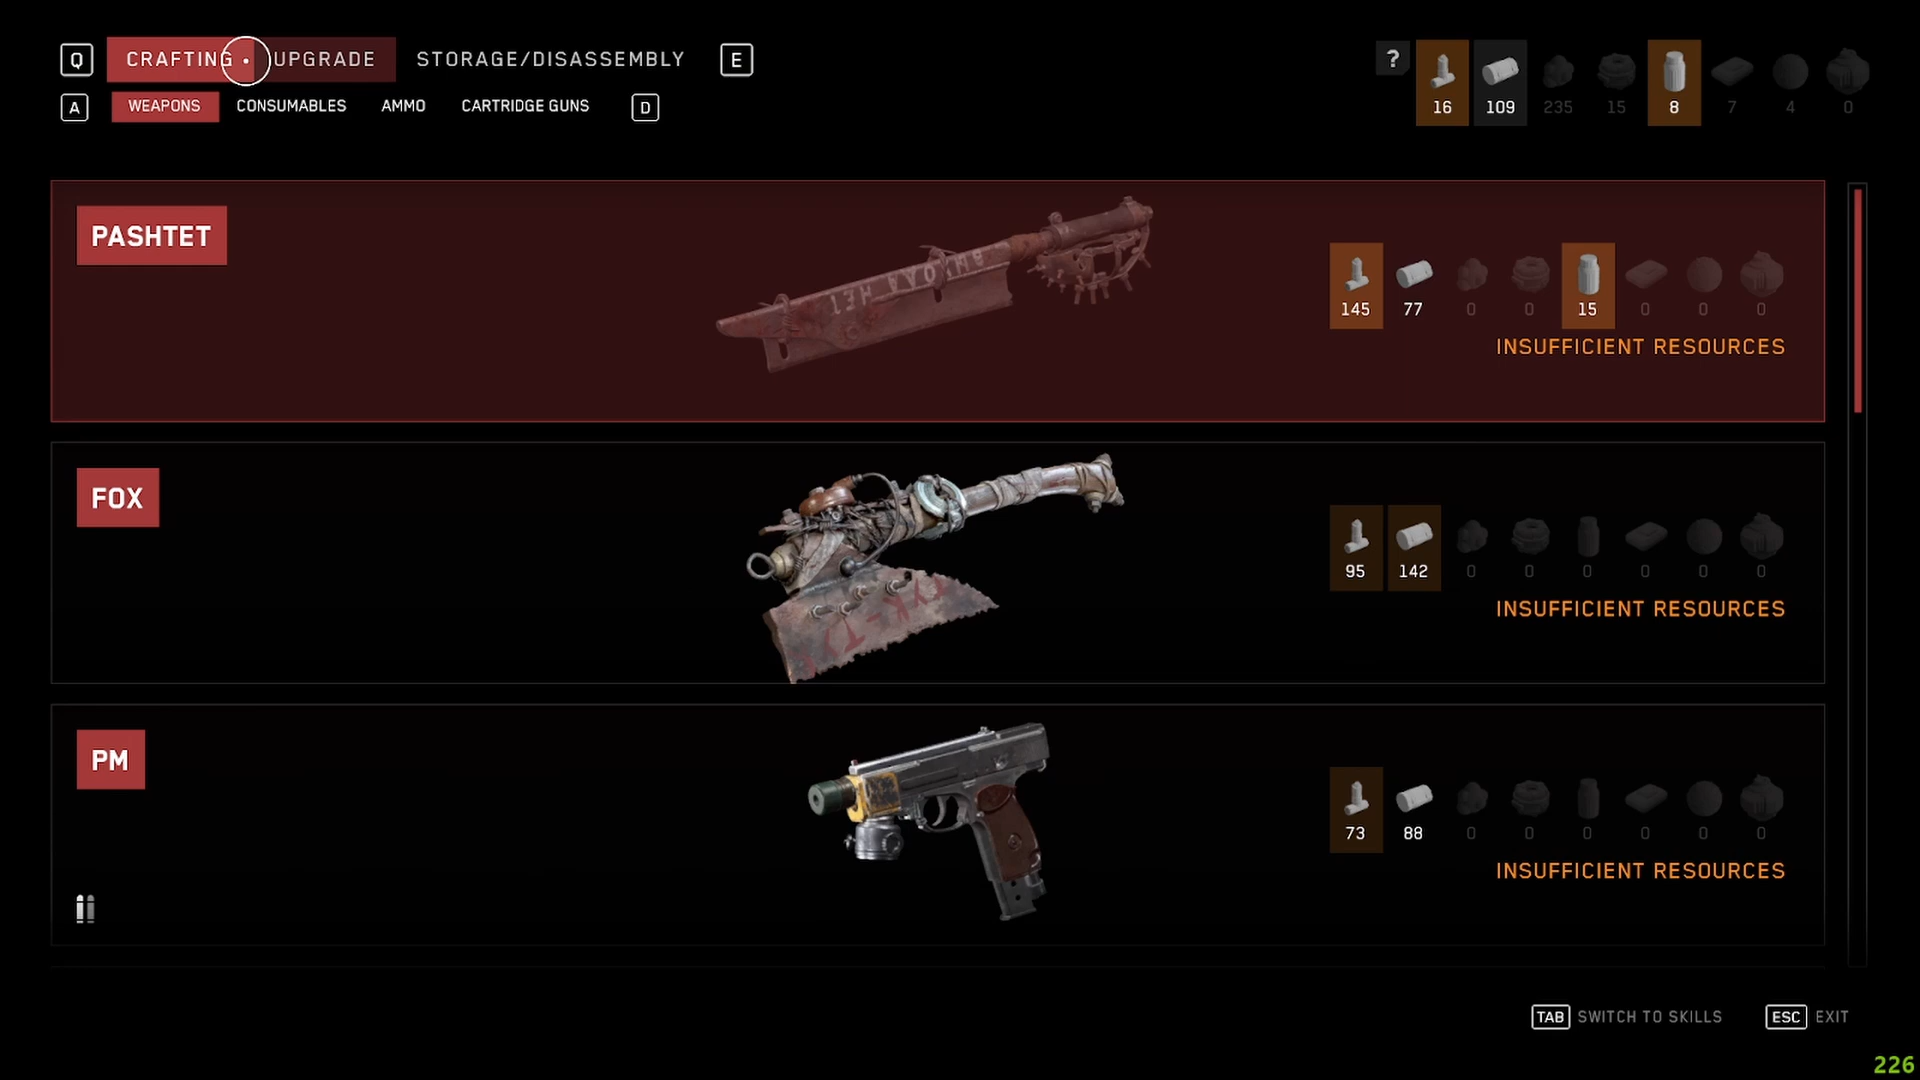 Q CRAFTING UPGRADE STORAGE/DISASSEMBLY E
A WEAPONS CONSUMABLES AMMO CARTRIDGE GUNS D
?
16 109 235 15 8 7 4 0
PASHTET
145 77 0 0 15 0 0 0
INSUFFICIENT RESOURCES
FOX
95 142 0 0 0 0 0 0
INSUFFICIENT RESOURCES
PM
73 88 0 0 0 0 0 0
INSUFFICIENT RESOURCES
TAB SWITCH TO SKILLS ESC EXIT
226